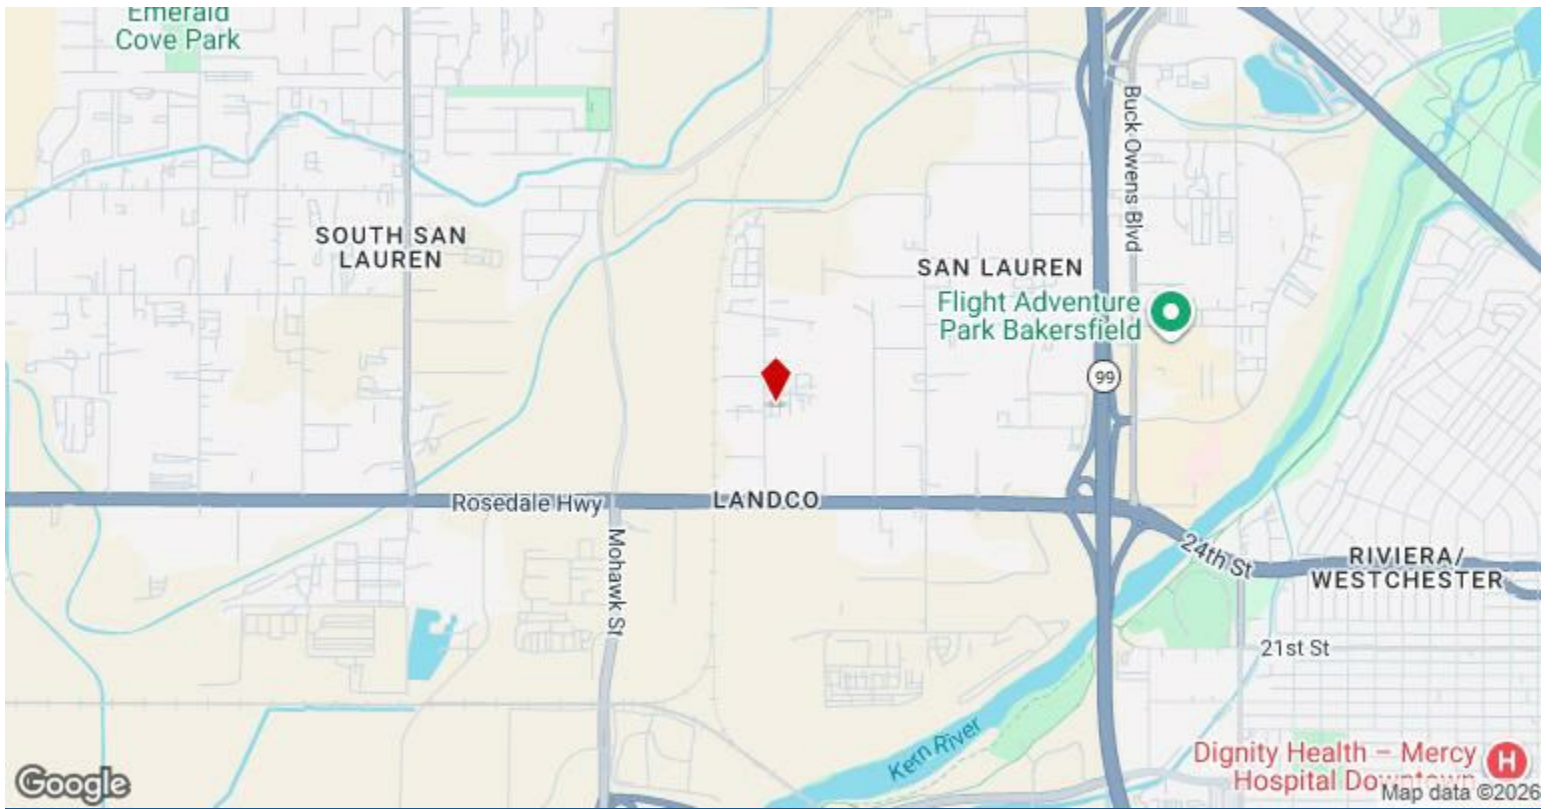 Emerald
Cove Park
Buck Owens Blvd
SOUTH SAN
LAUREN
SAN LAUREN
Flight Adventure
Park Bakersfield
99
Rosedale Hwy
LANDCO
Mohawk St
24th St
RIVIERA/
WESTCHESTER
21st St
Kern River
Dignity Health – Mercy
Hospital Downtown
H
Google
Map data ©2026